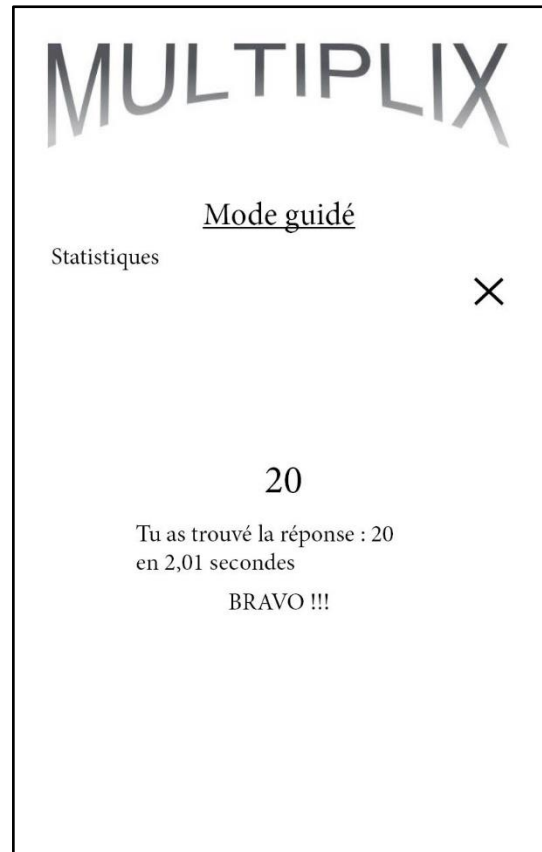 MULTIPLIX
Mode guidé
Statistiques
20
Tu as trouvé la réponse : 20
en 2,01 secondes
BRAVO !!!